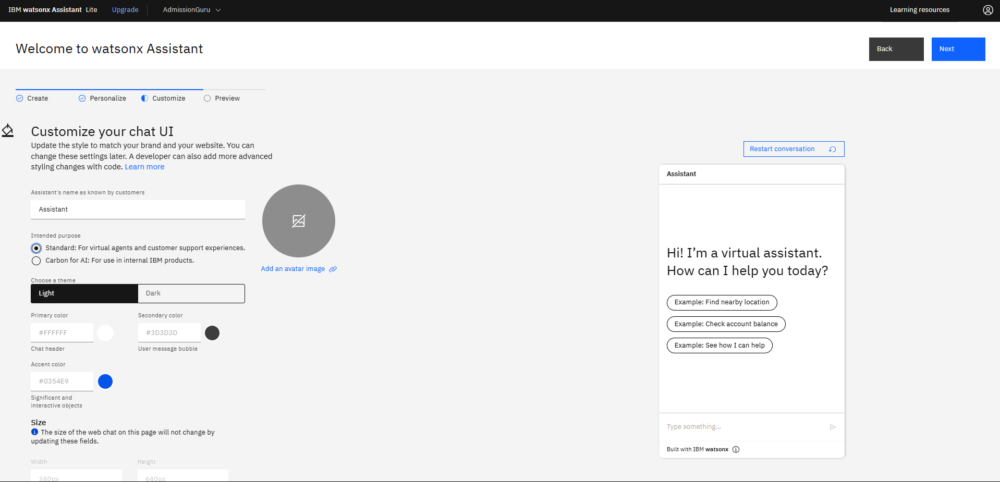 IBM watsonx Assistant Lite Upgrade AdmissionGuru Learning resources
Welcome to watsonx Assistant
Back Next
Create Personalize Customize Preview
Customize your chat UI
Update the style to match your brand and your website. You can
change these settings later. A developer can also add more advanced
styling changes with code. Learn more
Assistant's name as known by customers
Assistant
Add an avatar image
Intended purpose
Standard: For virtual agents and customer support experiences.
Carbon for AI: For use in internal IBM products.
Choose a theme
Light Dark
Primary color Secondary color
#FFFFFF #3D3D3D
Chat header User message bubble
Accent color
#0354E9
Significant and
interactive objects
Size
The size of the web chat on this page will not change by
updating these fields.
Width Height
380px 640px
Restart conversation
Assistant
Hi! I’m a virtual assistant.
How can I help you today?
Example: Find nearby location
Example: Check account balance
Example: See how I can help
Type something...
Built with IBM watsonx